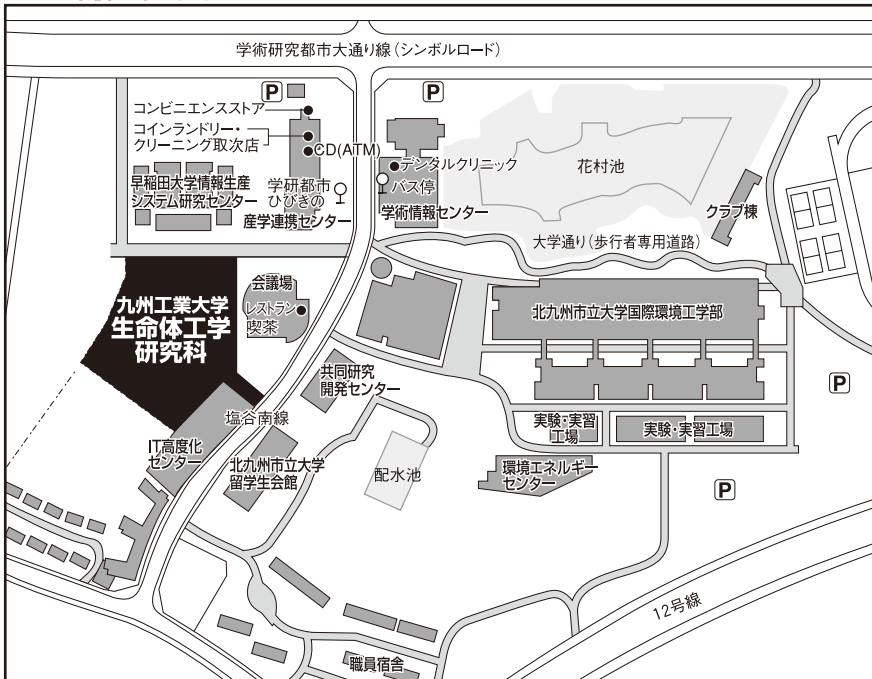 学術研究都市大通り線(シンボルロード)
P
P
コンビニエンスストア
コインランドリー・
クリーニング取次店
CD(ATM)
デンタルクリニック
バス停
花村池
早稲田大学情報生産
システム研究センター
学研都市
ひびきの
産学連携センター
学術情報センター
クラブ棟
大学通り(歩行者専用道路)
九州工業大学
生命体工学
研究科
会議場
レストラン
喫茶
北九州市立大学国際環境工学部
共同研究
開発センター
P
塩谷南線
実験・実習
工場
実験・実習工場
IT高度化
センター
北九州市立大学
留学生会館
配水池
環境エネルギー
センター
P
12号線
職員宿舎